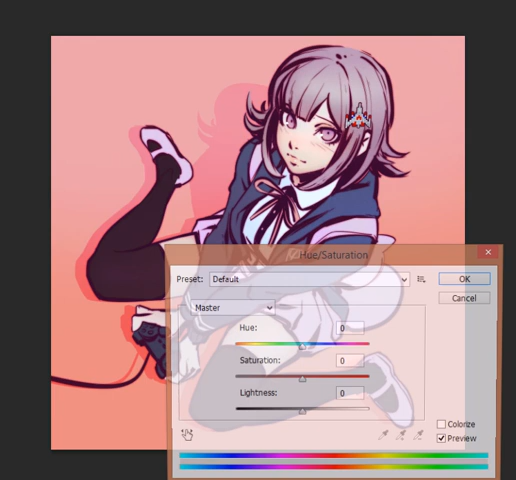 Hue/Saturation
Preset: Default
OK
Cancel
Master
Hue: 0
Saturation: 0
Lightness: 0
Colorize
Preview